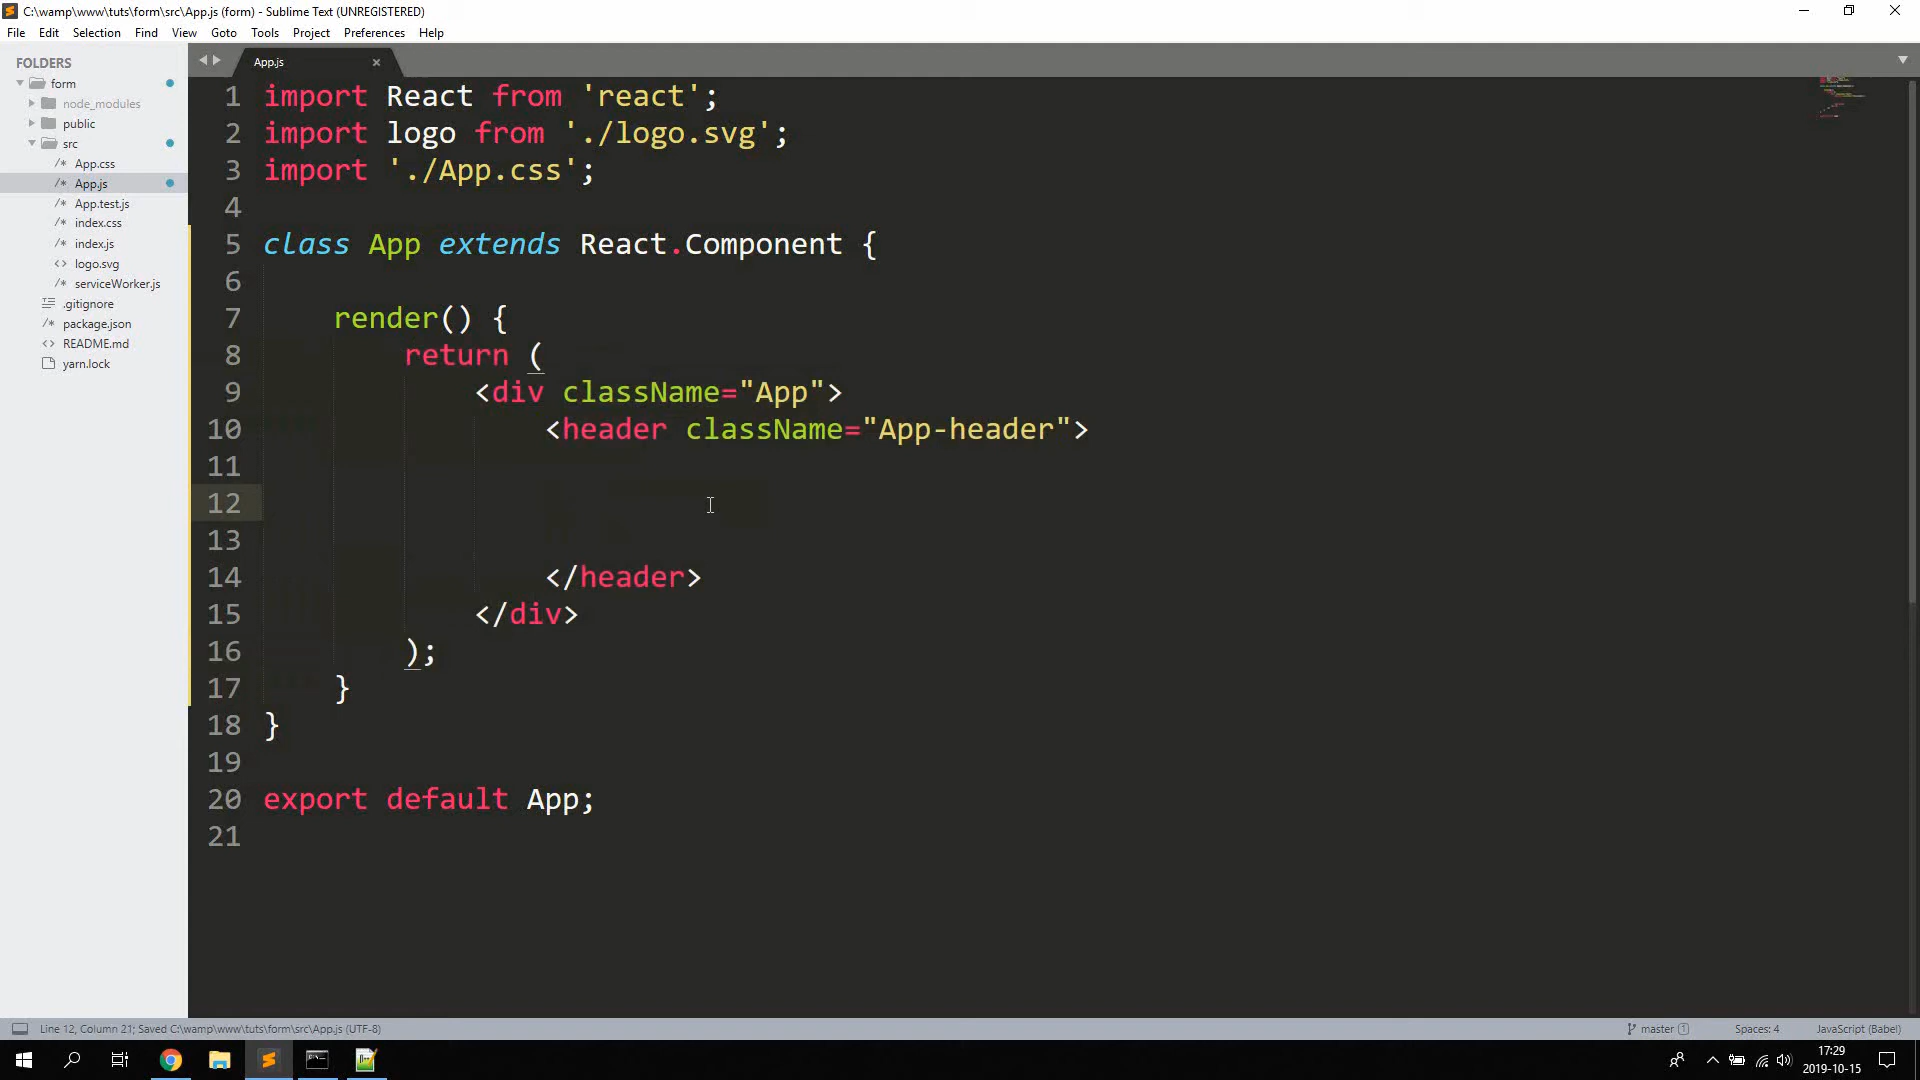 C:\wamp\www\tuts\form\src\App.js (form) - Sublime Text (UNREGISTERED)
File Edit Selection Find View Goto Tools Project Preferences Help
FOLDERS
form
node_modules
public
src
/* App.css
/* App.js
/* App.test.js
/* index.css
/* index.js
<> logo.svg
/* serviceWorker.js
.gitignore
/* package.json
<> README.md
yarn.lock
App.js
1 import React from 'react';
2 import logo from './logo.svg';
3 import './App.css';
4
5 class App extends React.Component {
6
7 render() {
8 return (
9 <div className="App">
10 <header className="App-header">
11
12
13
14 </header>
15 </div>
16 );
17 }
18 }
19
20 export default App;
21
Line 12, Column 21; Saved C:\wamp\www\tuts\form\src\App.js (UTF-8)
master 1
Spaces: 4
JavaScript (Babel)
17:29
2019-10-15